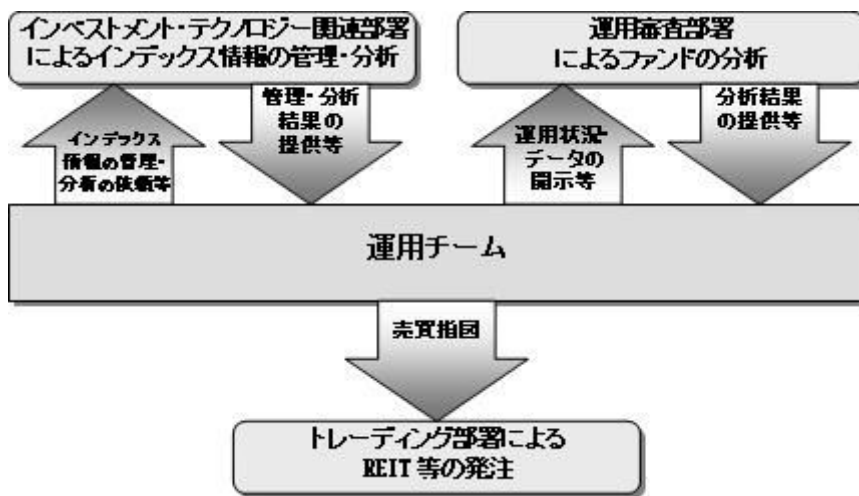 インベストメント・テクノロジー関連部署
によるインデックス情報の管理・分析
運用審査部署
によるファンドの分析
インデックス
情報の管理・
分析の依頼等
管理・分析
結果の
提供等
運用状況・
データの
開示等
分析結果
の提供等
運用チーム
売買指図
トレーディング部署による
REIT等の発注